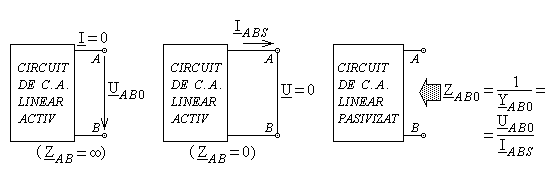 I=0
A
CIRCUIT
DE C.A.
LINEAR
ACTIV
U_AB0
B
(Z_AB=∞)
I_ABS
A
CIRCUIT
DE C.A.
LINEAR
ACTIV
U=0
B
(Z_AB=0)
A
CIRCUIT
DE C.A.
LINEAR
PASIVIZAT
B
Z_AB0 = 1/Y_AB0 =
= U_AB0/I_ABS